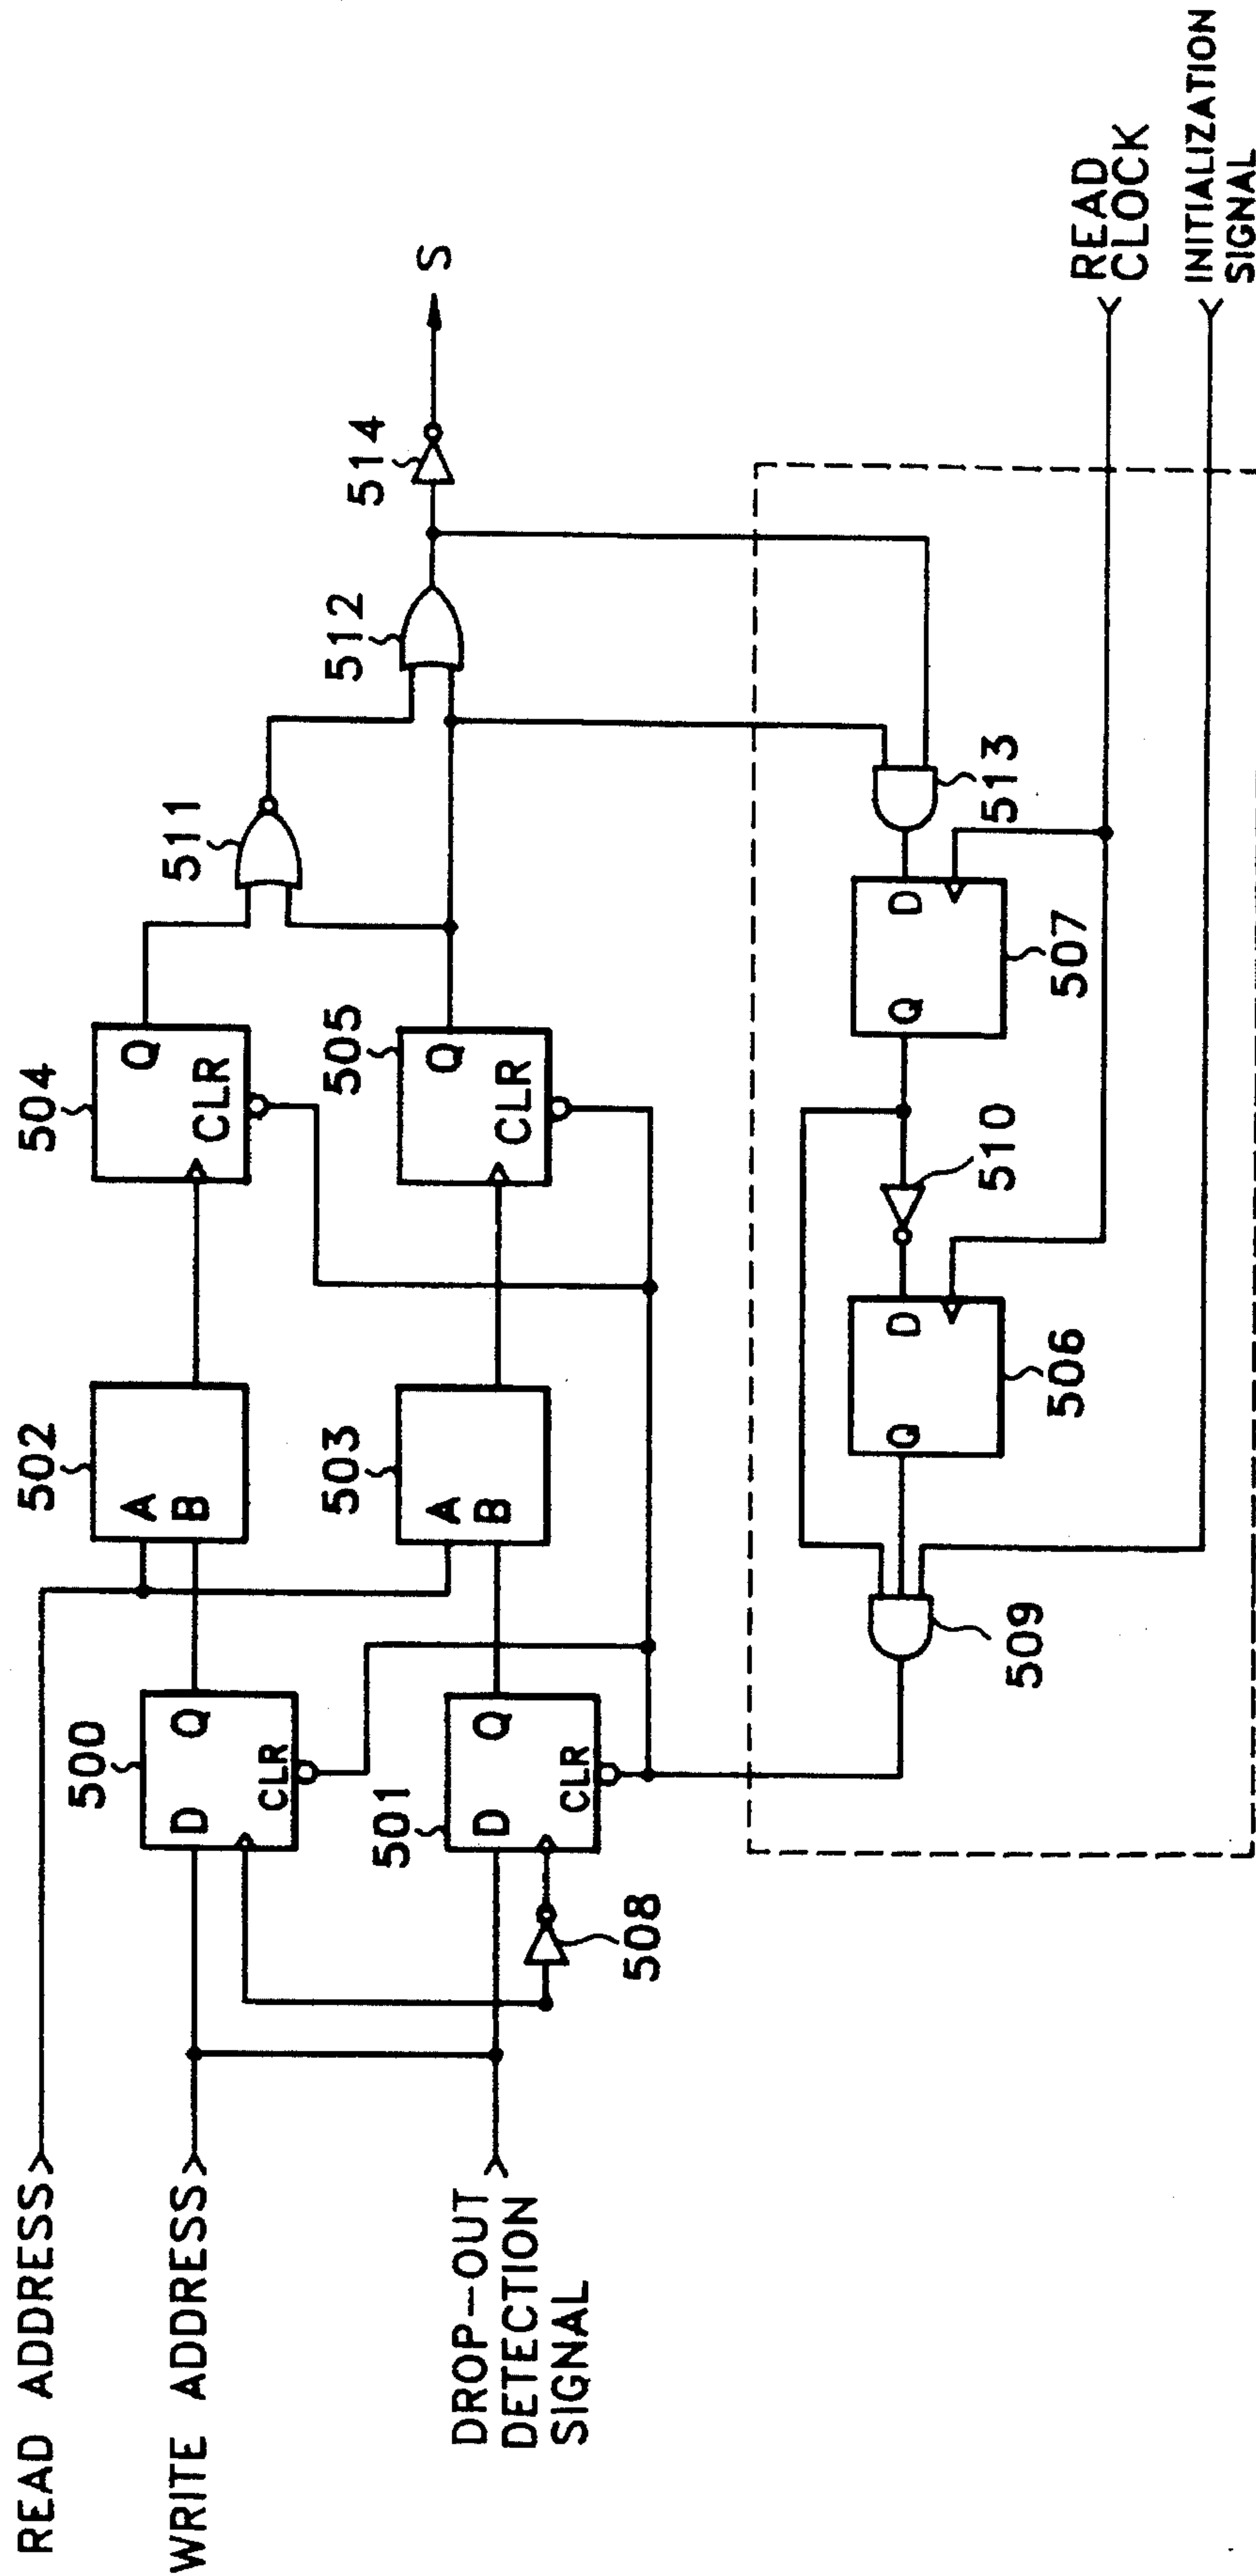 READ ADDRESS
WRITE ADDRESS
DROP-OUT
DETECTION
SIGNAL
500
D
Q
CLR
501
D
Q
CLR
508
502
A
B
503
A
B
504
Q
CLR
505
Q
CLR
511
512
514
S
509
506
Q
D
510
507
Q
D
513
READ
CLOCK
INITIALIZATION
SIGNAL